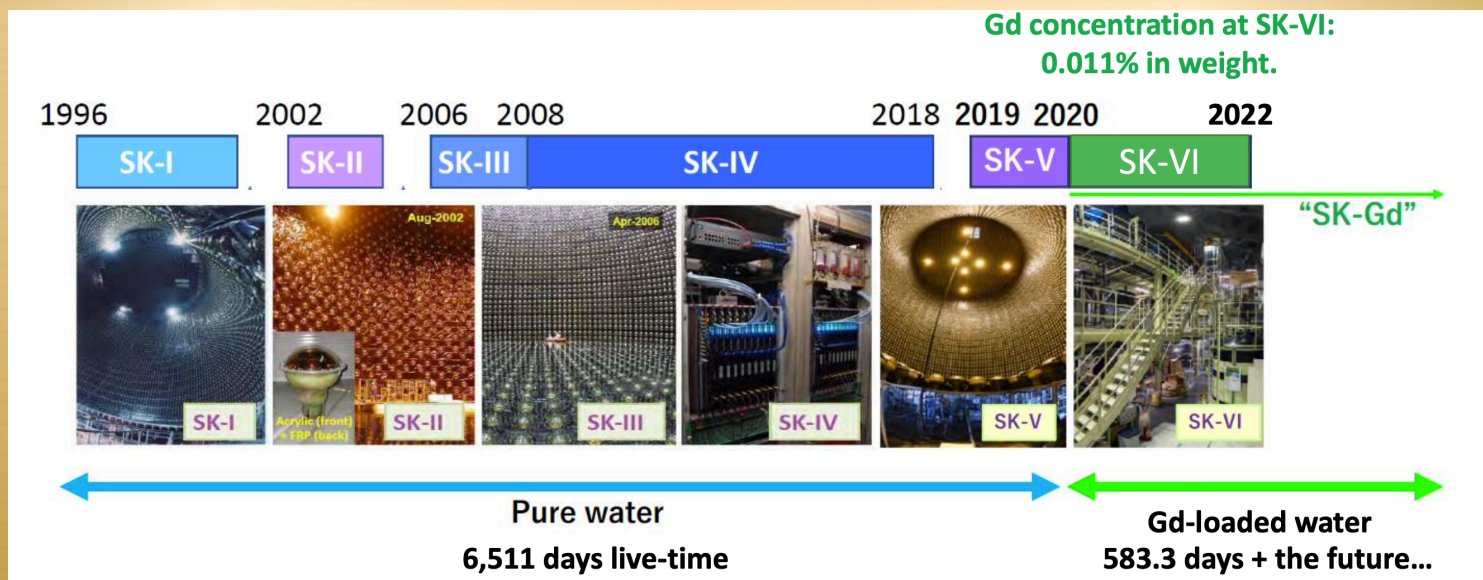 Gd concentration at SK-VI:
0.011% in weight.
1996 2002 2006 2008 2018 2019 2020 2022
SK-I SK-II SK-III SK-IV SK-V SK-VI
“SK-Gd”
Aug-2002
Apr-2006
Acrylic (front)
+ FRP (back)
SK-I SK-II SK-III SK-IV SK-V SK-VI
Pure water
6,511 days live-time
Gd-loaded water
583.3 days + the future...